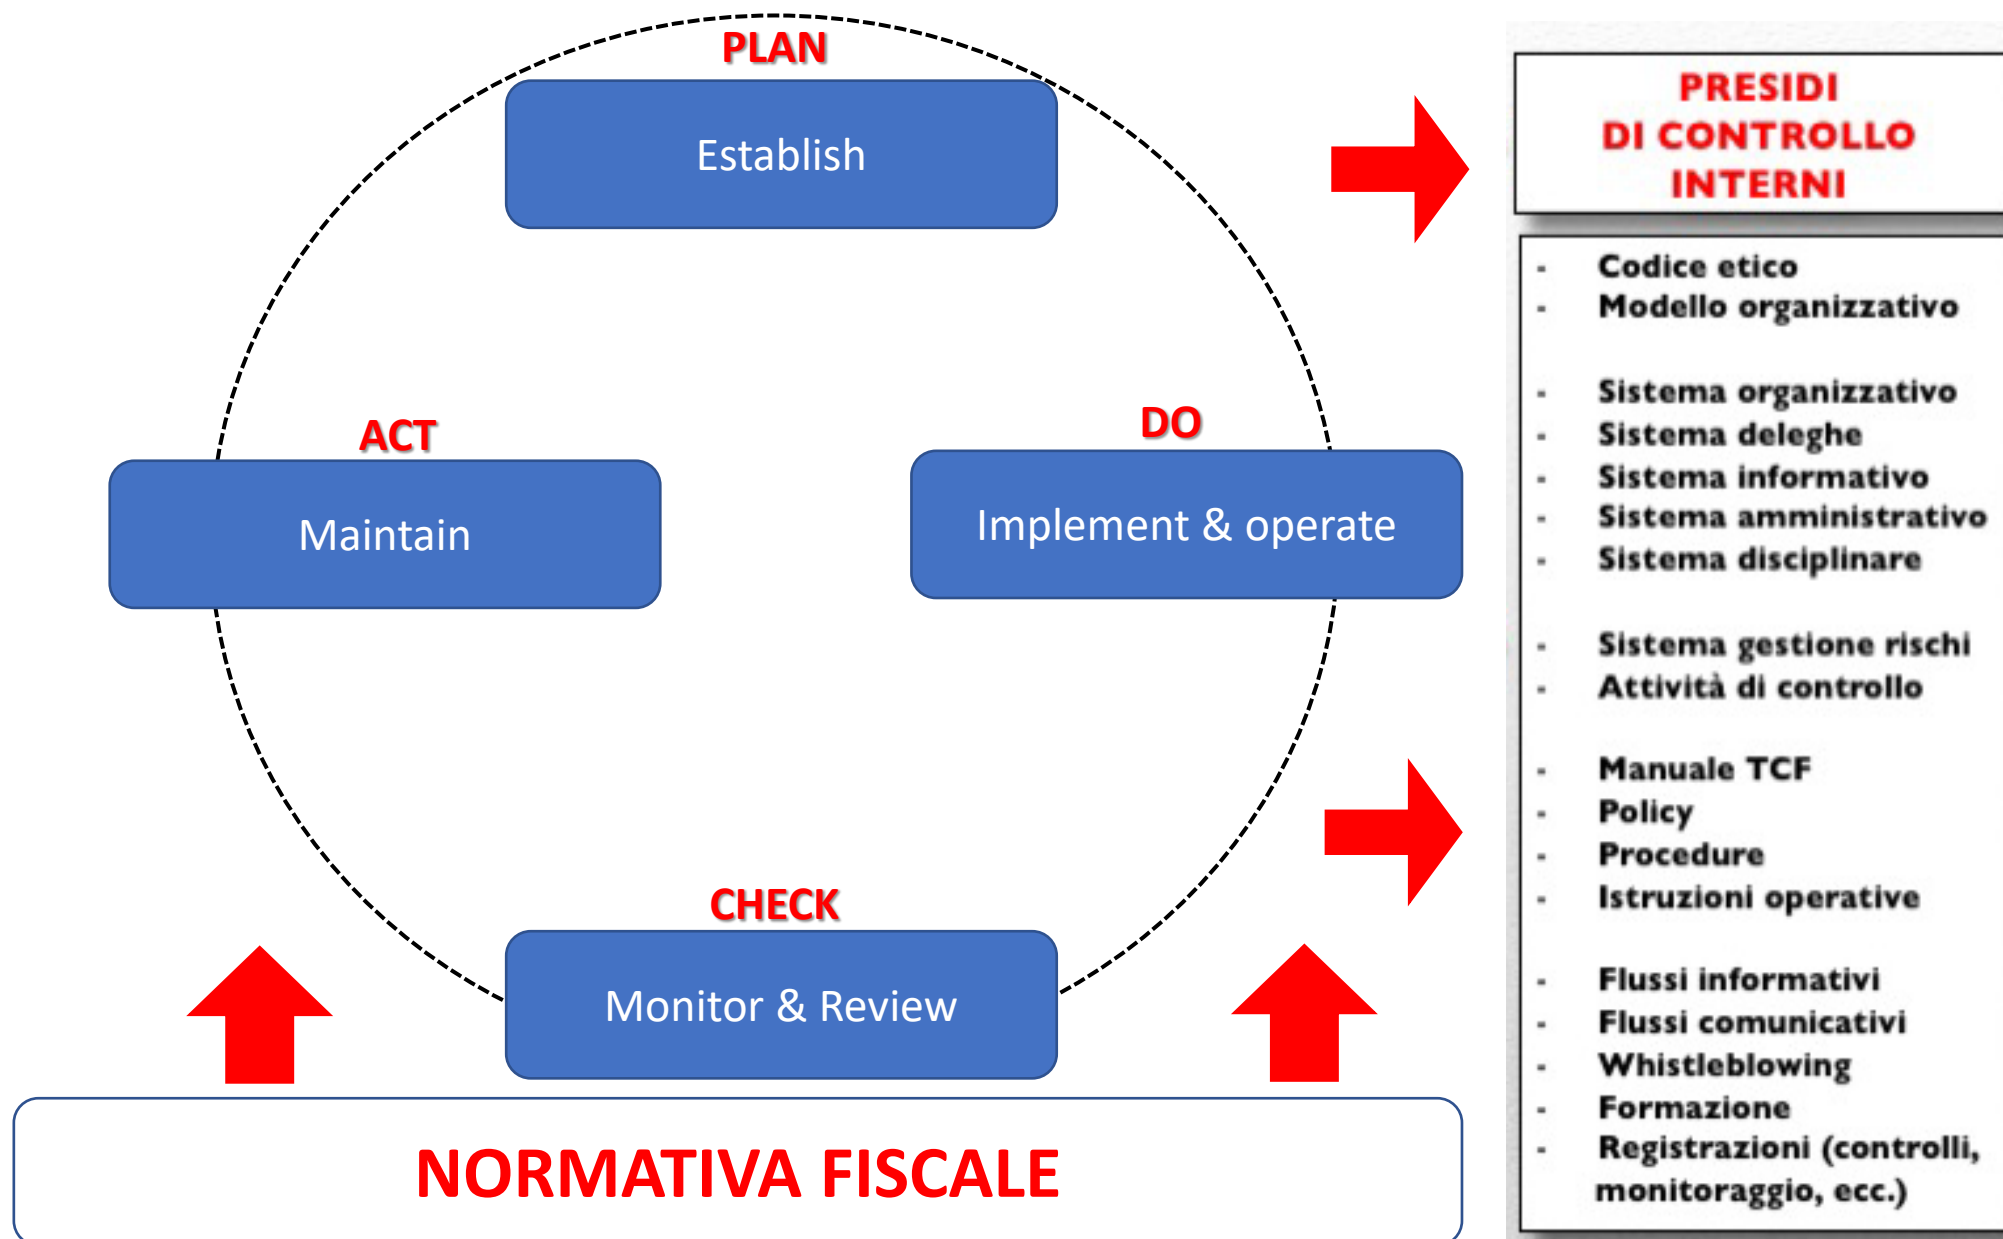 PLAN
Establish
ACT
Maintain
DO
Implement & operate
CHECK
Monitor & Review
NORMATIVA FISCALE
PRESIDI
DI CONTROLLO
INTERNI
- Codice etico
- Modello organizzativo
- Sistema organizzativo
- Sistema deleghe
- Sistema informativo
- Sistema amministrativo
- Sistema disciplinare
- Sistema gestione rischi
- Attività di controllo
- Manuale TCF
- Policy
- Procedure
- Istruzioni operative
- Flussi informativi
- Flussi comunicativi
- Whistleblowing
- Formazione
- Registrazioni (controlli,
monitoraggio, ecc.)